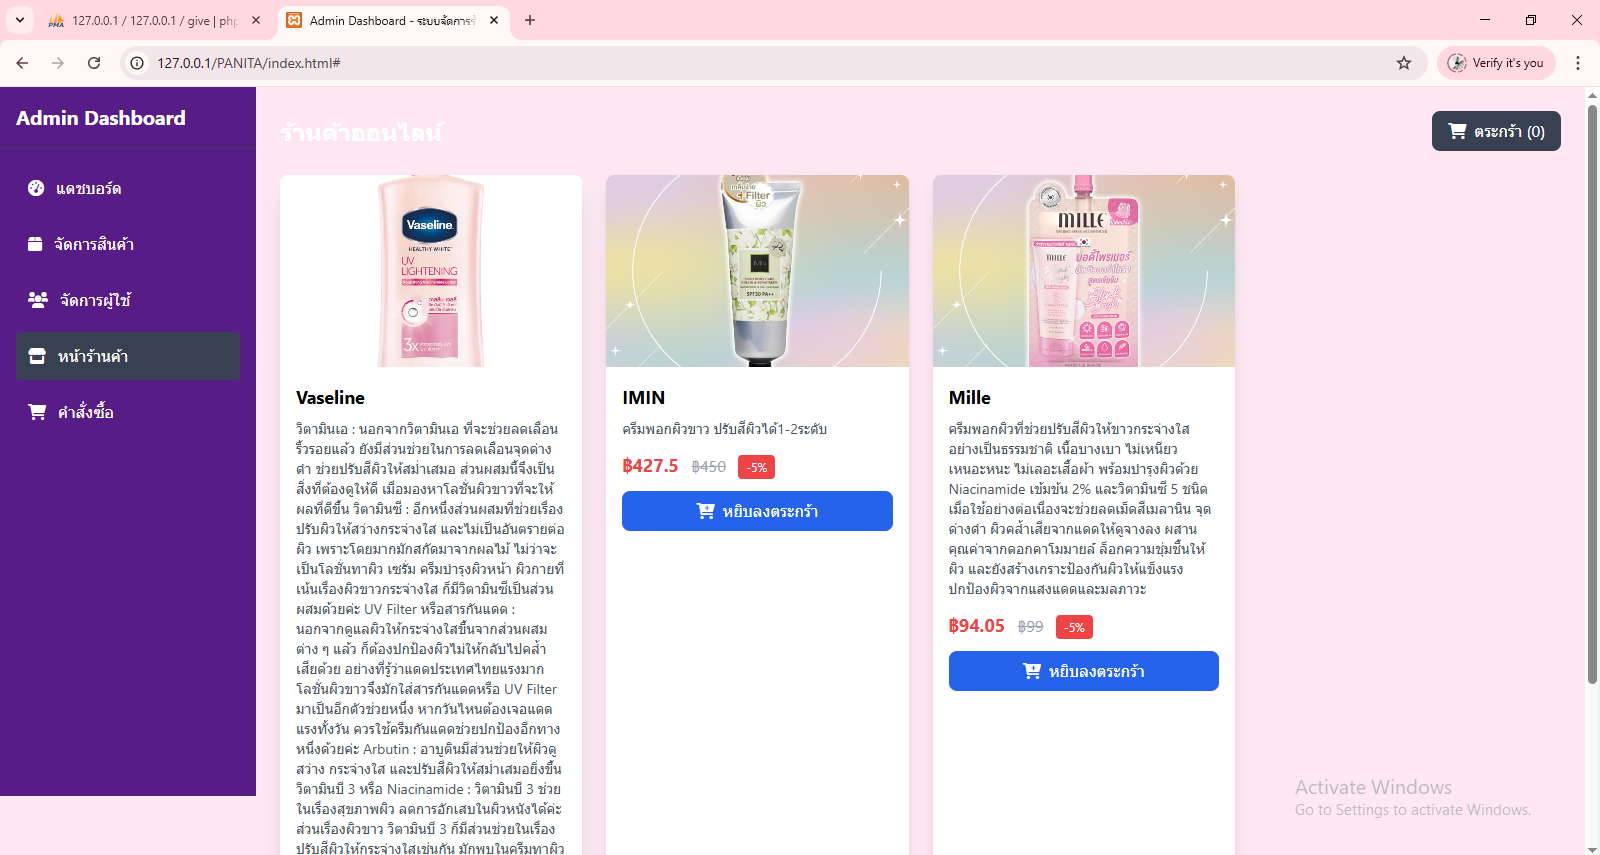 127.0.0.1 / 127.0.0.1 / give | php
Admin Dashboard - ระบบจัดการร้
127.0.0.1/PANITA/index.html#
Verify it's you
Admin Dashboard
แดชบอร์ด
จัดการสินค้า
จัดการผู้ใช้
หน้าร้านค้า
คำสั่งซื้อ
ร้านค้าออนไลน์
ตระกร้า (0)
Vaseline
HEALTHY WHITE
UV
LIGHTENING
3x
Vaseline
วิตามินเอ : นอกจากวิตามินเอ ที่จะช่วยลดเลือน
ริ้วรอยแล้ว ยังมีส่วนช่วยในการลดเลือนจุดด่าง
ดำ ช่วยปรับสีผิวให้สม่ำเสมอ ส่วนผสมนี้จึงเป็น
สิ่งที่ต้องดูให้ดี เมื่อมองหาโลชั่นผิวขาวที่จะให้
ผลที่ดีขึ้น วิตามินซี : อีกหนึ่งส่วนผสมที่ช่วยเรื่อง
ปรับผิวให้สว่างกระจ่างใส และไม่เป็นอันตรายต่อ
ผิว เพราะโดยมากมักสกัดมาจากผลไม้ ไม่ว่าจะ
เป็นโลชั่นทาผิว เซรั่ม ครีมบำรุงผิวหน้า ผิวกายที่
เน้นเรื่องผิวขาวกระจ่างใส ก็มีวิตามินซีเป็นส่วน
ผสมด้วยค่ะ UV Filter หรือสารกันแดด :
นอกจากดูแลผิวให้กระจ่างใสขึ้นจากส่วนผสม
ต่าง ๆ แล้ว ก็ต้องปกป้องผิวไม่ให้กลับไปคล้ำ
เสียด้วย อย่างที่รู้ว่าแดดประเทศไทยแรงมาก
โลชั่นผิวขาวจึงมักใส่สารกันแดดหรือ UV Filter
มาเป็นอีกตัวช่วยหนึ่ง หากวันไหนต้องเจอแดด
แรงทั้งวัน ควรใช้ครีมกันแดดช่วยปกป้องอีกทาง
หนึ่งด้วยค่ะ Arbutin : อาบูตินมีส่วนช่วยให้ผิวดู
สว่าง กระจ่างใส และปรับสีผิวให้สม่ำเสมอยิ่งขึ้น
วิตามินบี 3 หรือ Niacinamide : วิตามินบี 3 ช่วย
ในเรื่องสุขภาพผิว ลดการอักเสบในผิวหนังได้ค่ะ
ส่วนเรื่องผิวขาว วิตามินบี 3 ก็มีส่วนช่วยในเรื่อง
ปรับสีผิวให้กระจ่างใสเช่นกัน มักพบในครีมทาผิว
Filter
ผิว
IMIN
SPF30 PA++
IMIN
ครีมพอกผิวขาว ปรับสีผิวได้1-2ระดับ
฿427.5 ฿450 -5%
หยิบลงตระกร้า
MILLE
MILLE
บอดี้ไพรเมอร์
สูตรเข้มข้น
Mille
ครีมพอกผิวที่ช่วยปรับสีผิวให้ขาวกระจ่างใส
อย่างเป็นธรรมชาติ เนื้อบางเบา ไม่เหนียว
เหนอะหนะ ไม่เลอะเสื้อผ้า พร้อมบำรุงผิวด้วย
Niacinamide เข้มข้น 2% และวิตามินซี 5 ชนิด
เมื่อใช้อย่างต่อเนื่องจะช่วยลดเม็ดสีเมลานิน จุด
ด่างดำ ผิวคล้ำเสียจากแดดให้ดูจางลง ผสาน
คุณค่าจากดอกคาโมมายล์ ล็อกความชุ่มชื้นให้
ผิว และยังสร้างเกราะป้องกันผิวให้แข็งแรง
ปกป้องผิวจากแสงแดดและมลภาวะ
฿94.05 ฿99 -5%
หยิบลงตระกร้า
Activate Windows
Go to Settings to activate Windows.